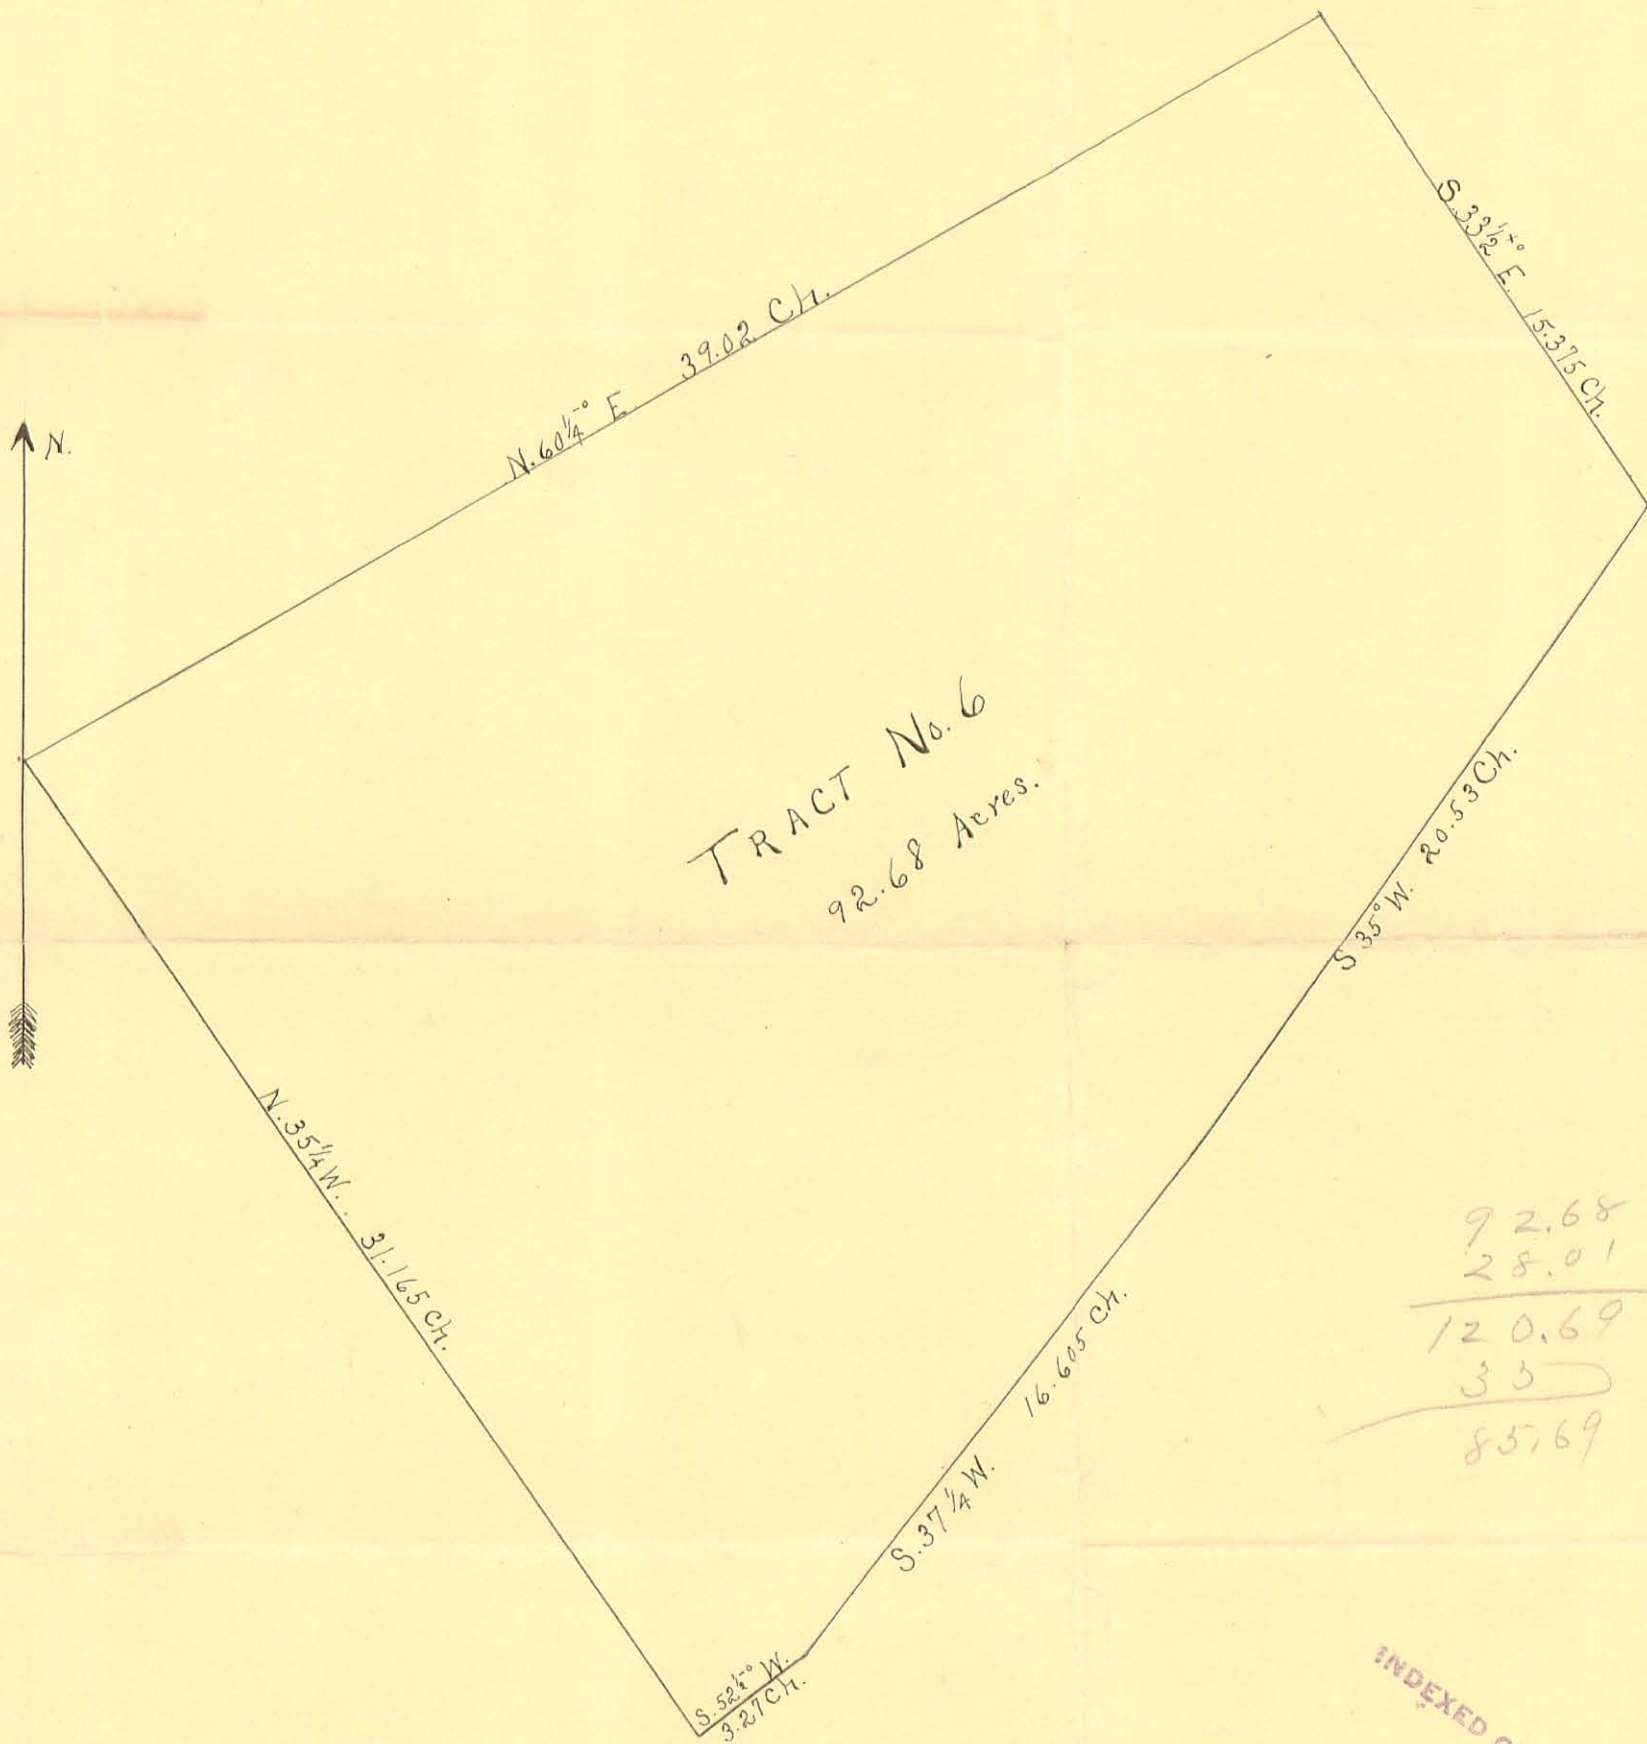 N.
N. 60¼° E. 39.02 Ch.
S. 33½° E. 15.375 Ch.
S 35° W. 20.53 Ch.
TRACT No. 6
92.68 Acres.
N. 35¼ W. 31.165 Ch.
S. 37¼ W. 16.605 Ch.
S. 52½° W.
3.27 Ch.
92.68
28.01
120.69
35
85.69
INDEXED